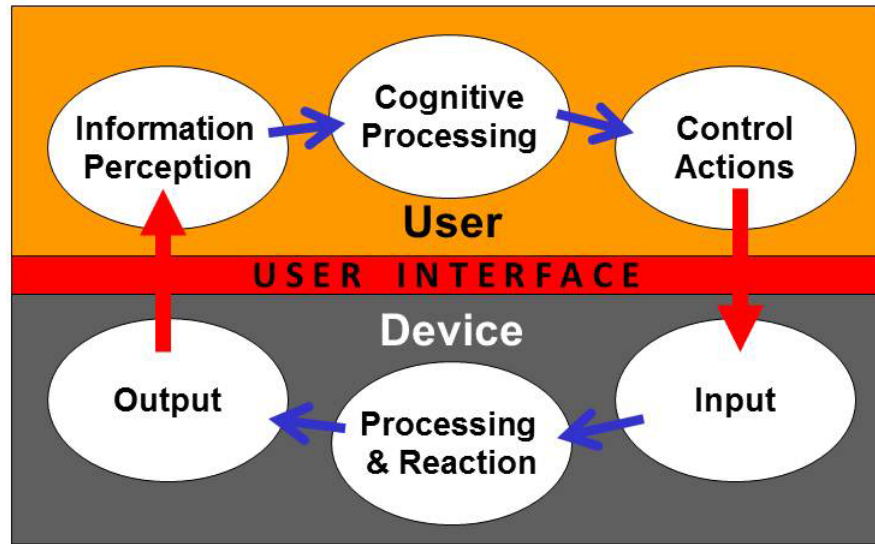 Information
Perception
Cognitive
Processing
Control
Actions
User
USER INTERFACE
Device
Output
Processing
& Reaction
Input